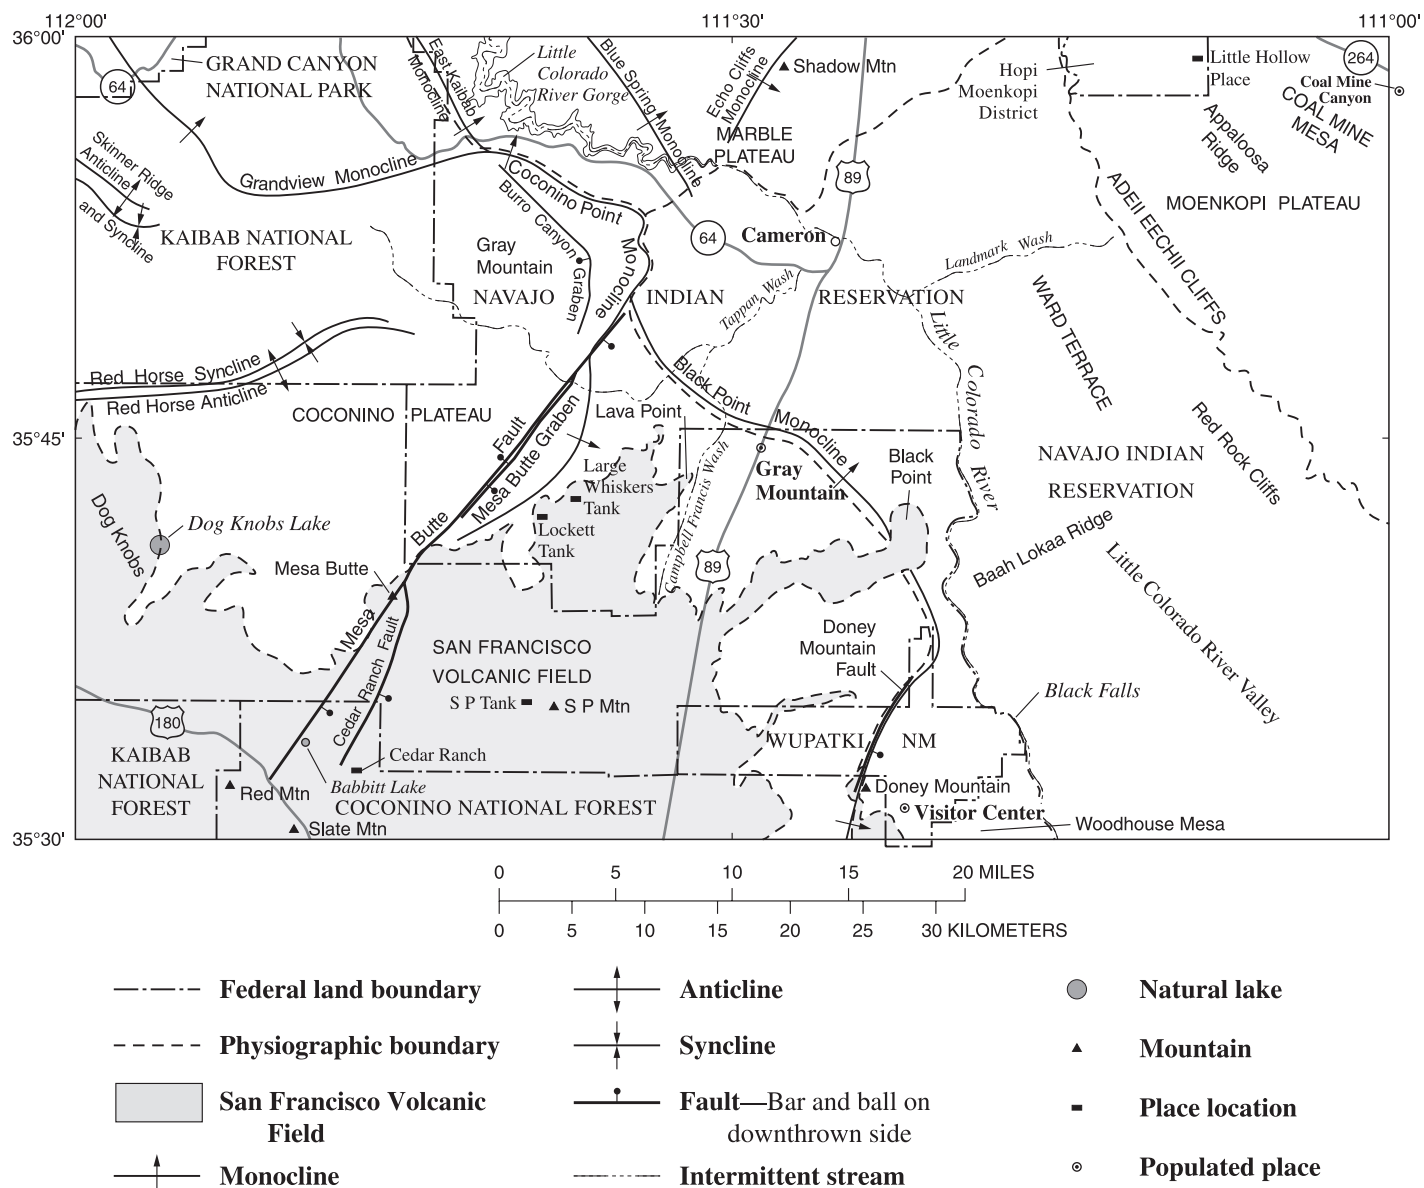 112°00'
111°30'
111°00'
36°00'
64
GRAND CANYON
NATIONAL PARK
East Kaibab
Monocline
Little
Colorado
River Gorge
Blue Spring Monocline
Echo Cliffs
Monocline
Shadow Mtn
MARBLE
PLATEAU
Hopi
Moenkopi
District
Little Hollow
Place
264
Coal Mine
Canyon
COAL MINE
MESA
Appaloosa
Ridge
Skinner Ridge
Anticline
and Syncline
Grandview Monocline
Coconino Point
Monocline
Burro Canyon
Graben
89
ADEII EECHII CLIFFS
MOENKOPI PLATEAU
KAIBAB NATIONAL
FOREST
Gray
Mountain
64
Cameron
Landmark Wash
Tappan Wash
NAVAJO
INDIAN
RESERVATION
WARD TERRACE
Little
Colorado
River
Red Horse Syncline
Red Horse Anticline
COCONINO PLATEAU
Black Point
Monocline
Lava Point
Fault
Mesa Butte Graben
35°45'
Red Rock Cliffs
Large
Whiskers
Tank
Lockett
Tank
Gray
Mountain
Black
Point
NAVAJO INDIAN
RESERVATION
Campbell Francis Wash
Dog Knobs
Dog Knobs Lake
Butte
Mesa Butte
Mesa
89
Baah Lokaa Ridge
Little Colorado River Valley
Cedar Ranch Fault
SAN FRANCISCO
VOLCANIC FIELD
S P Tank
S P Mtn
Doney
Mountain
Fault
Black Falls
180
KAIBAB
NATIONAL
FOREST
WUPATKI
NM
Cedar Ranch
Babbitt Lake
Red Mtn
COCONINO NATIONAL FOREST
Slate Mtn
Doney Mountain
Visitor Center
Woodhouse Mesa
35°30'
0 5 10 15 20 MILES
0 5 10 15 20 25 30 KILOMETERS
Federal land boundary
Physiographic boundary
San Francisco Volcanic
Field
Monocline
Anticline
Syncline
Fault—Bar and ball on
downthrown side
Intermittent stream
Natural lake
Mountain
Place location
Populated place